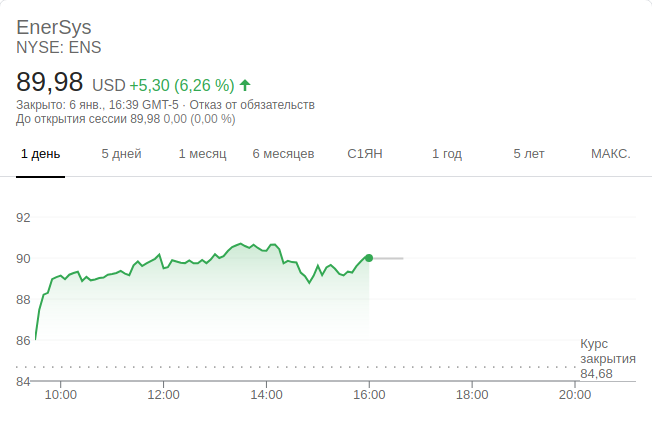 EnerSys
NYSE: ENS
89,98 USD +5,30 (6,26 %)
Закрыто: 6 янв., 16:39 GMT-5 · Отказ от обязательств
До открытия сессии 89,98 0,00 (0,00 %)
1 день 5 дней 1 месяц 6 месяцев С1ЯН 1 год 5 лет МАКС.
92
90
88
86
Курс
закрытия
84,68
84
10:00 12:00 14:00 16:00 18:00 20:00